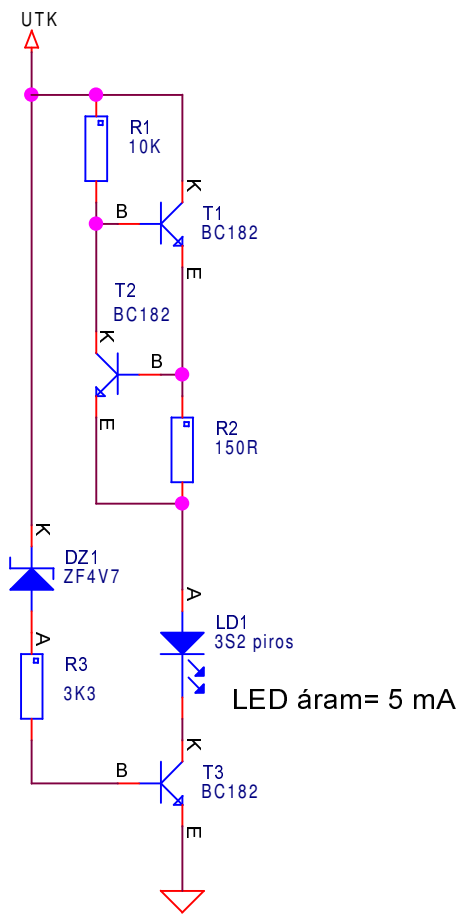 UTK
R1
10K
K
B
T1
BC182
E
T2
BC182
K
B
E
R2
150R
K
DZ1
ZF4V7
A
A
LD1
3S2 piros
R3
3K3
LED áram= 5 mA
K
B
T3
BC182
E